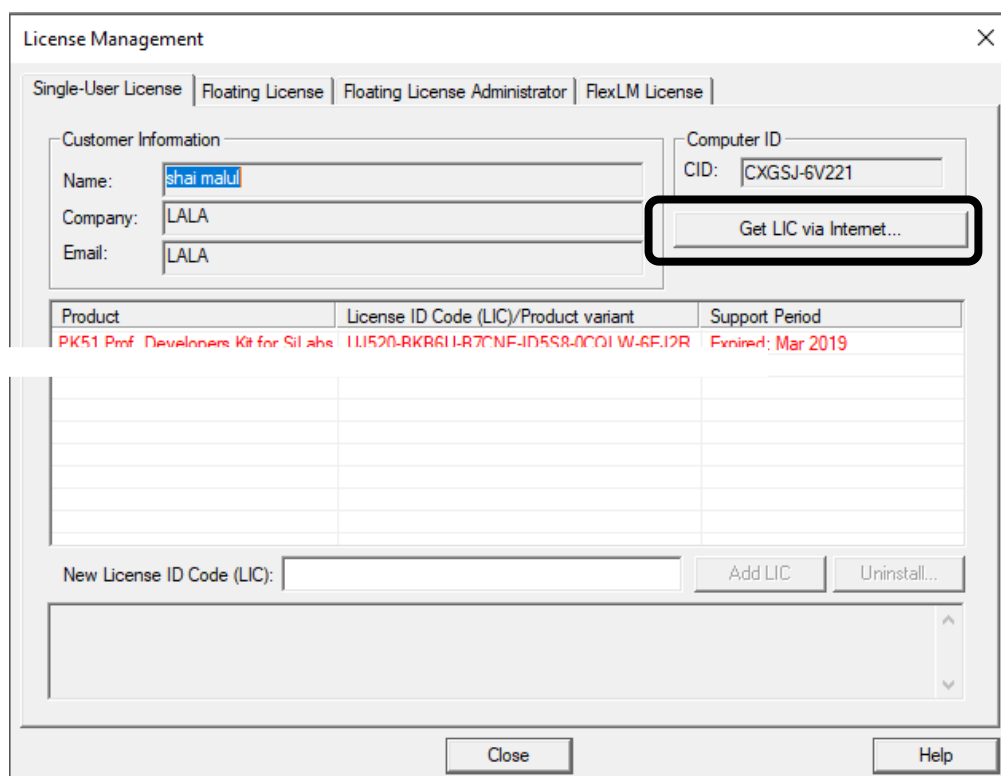 License Management
Single-User License Floating License Floating License Administrator FlexLM License
Customer Information
Name: shai malul
Company: LALA
Email: LALA
Computer ID
CID: CXGSJ-6V221
Get LIC via Internet...
Product License ID Code (LIC)/Product variant Support Period
PK51 Prof. Developers Kit for SiLabs Expired: Mar 2019
New License ID Code (LIC): Add LIC Uninstall...
Close Help